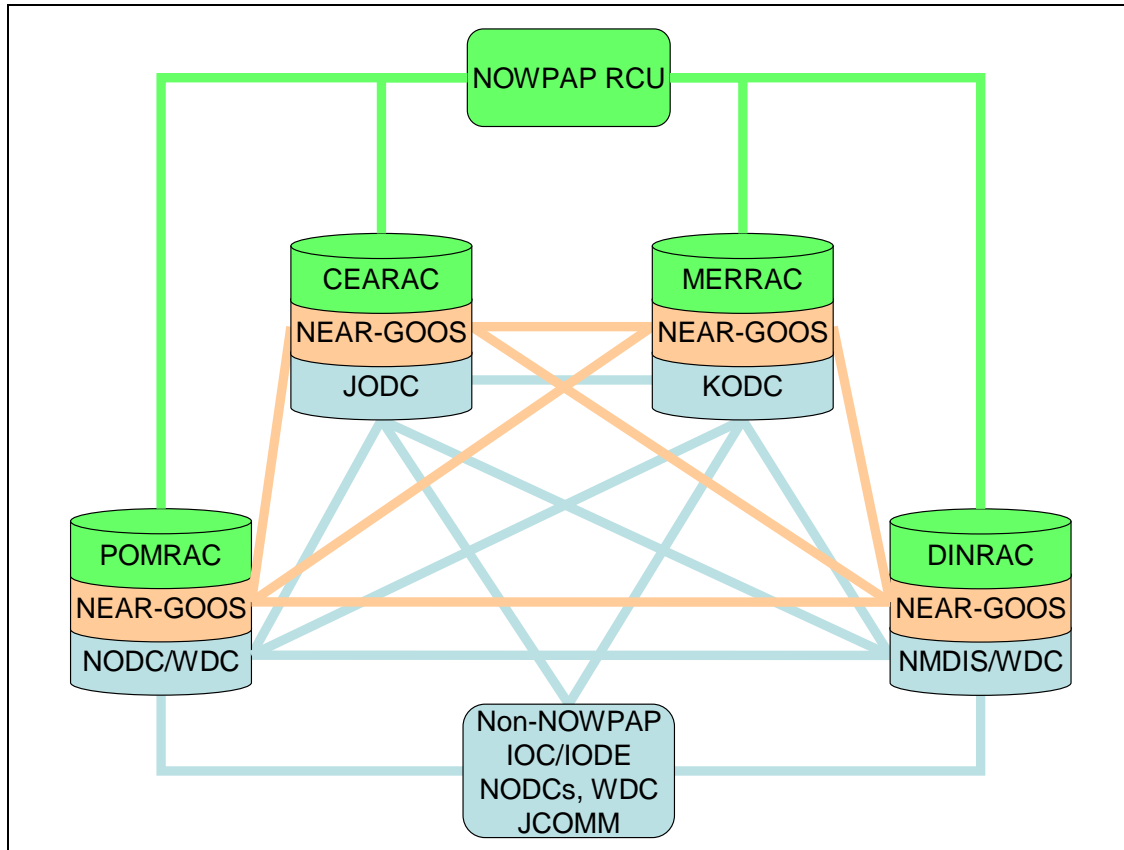 NOWPAP RCU
CEARAC
NEAR-GOOS
JODC
MERRAC
NEAR-GOOS
KODC
POMRAC
NEAR-GOOS
NODC/WDC
DINRAC
NEAR-GOOS
NMDIS/WDC
Non-NOWPAP
IOC/IODE
NODCs, WDC
JCOMM